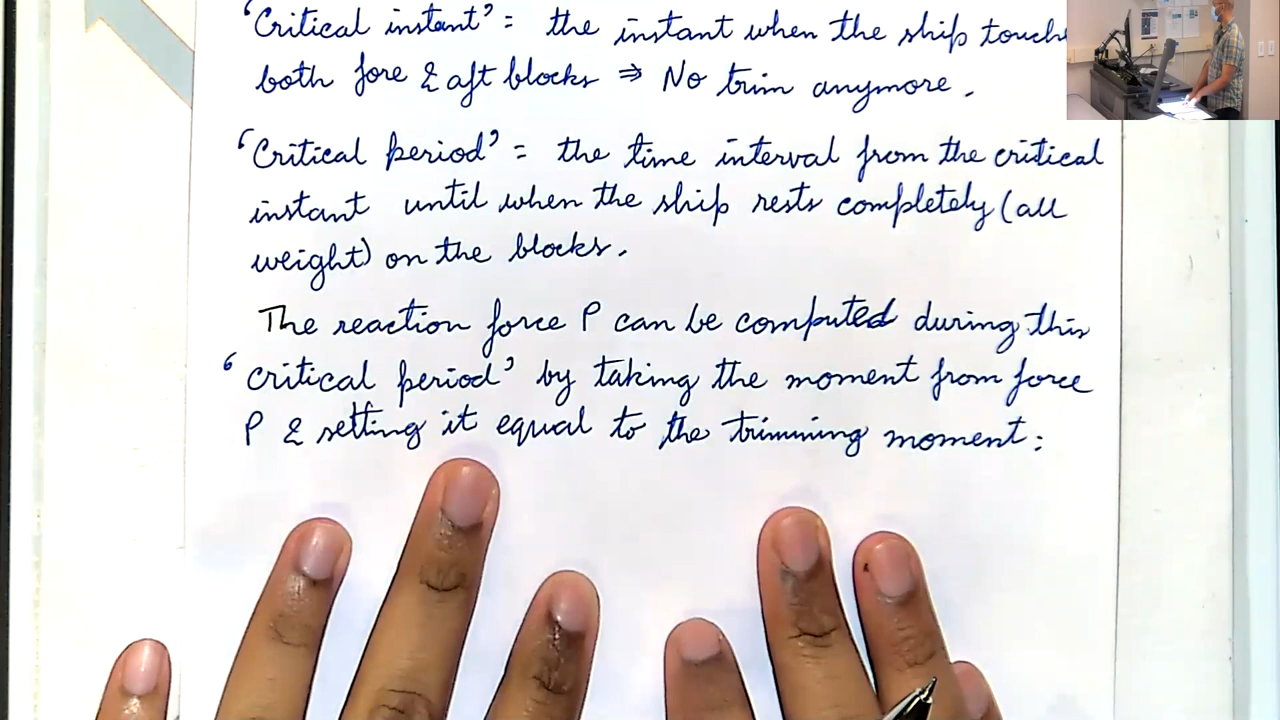 'Critical instant' = the instant when the ship touch
both fore & aft blocks ⇒ No trim anymore.
'Critical period' = the time interval from the critical
instant until when the ship rests completely (all
weight) on the blocks.
The reaction force P can be computed during this
'critical period' by taking the moment from force
P & setting it equal to the trimming moment: